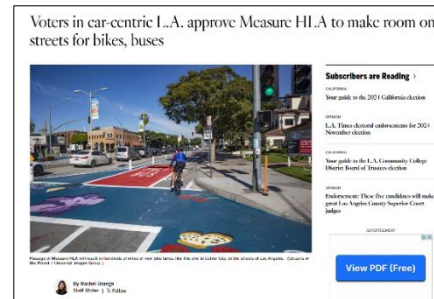 Voters in car-centric L.A. approve Measure HLA to make room on
streets for bikes, buses
Subscribers are Reading >
CALIFORNIA
Your guide to the 2024 California election
OPINION
L.A. Times electoral endorsements for 2024
November election
CALIFORNIA
Your guide to the L.A. Community College
District Board of Trustees election
OPINION
Endorsement: These five candidates will make
great Los Angeles County Superior Court
judges
ADVERTISEMENT
View PDF (Free)
By Rachel Uranga
Staff Writer | Follow